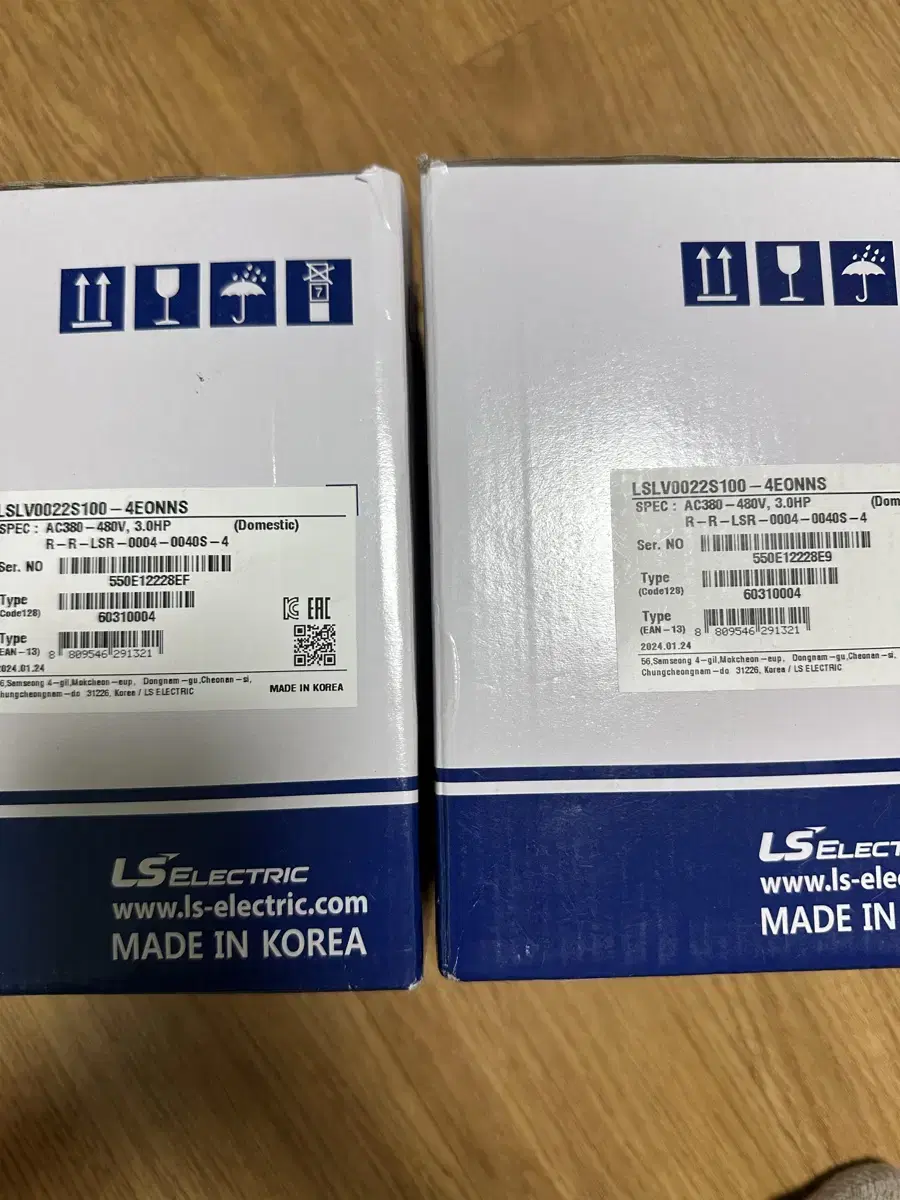 7
LSLV0022S100-4EONNS
SPEC : AC380-480V, 3.0HP (Domestic)
R-R-LSR-0004-0040S-4
Ser. NO
550E12228EF
Type
(Code128)
60310004
Type
EAN-13)
8 809546 291321
2024.01.24
6,Samseong 4-gil,Mokcheon-eup, Dongnam-gu,Cheonan-si,
Chungcheongnam-do 31226, Korea / LS ELECTRIC
EAC
MADE IN KOREA
LS ELECTRIC
www.ls-electric.com
MADE IN KOREA
LSLV0022S100-4EONNS
SPEC : AC380-480V, 3.0HP (Dom
R-R-LSR-0004-0040S-4
Ser. NO
550E12228E9
Type
(Code128)
60310004
Type
(EAN-13)
8 809546 291321
2024.01.24
56,Samseong 4-gil,Mokcheon-eup, Dongnam-gu,Cheonan-si,
Chungcheongnam-do 31226, Korea / LS ELECTRIC
LS ELECT
www.ls-ele
MADE IN